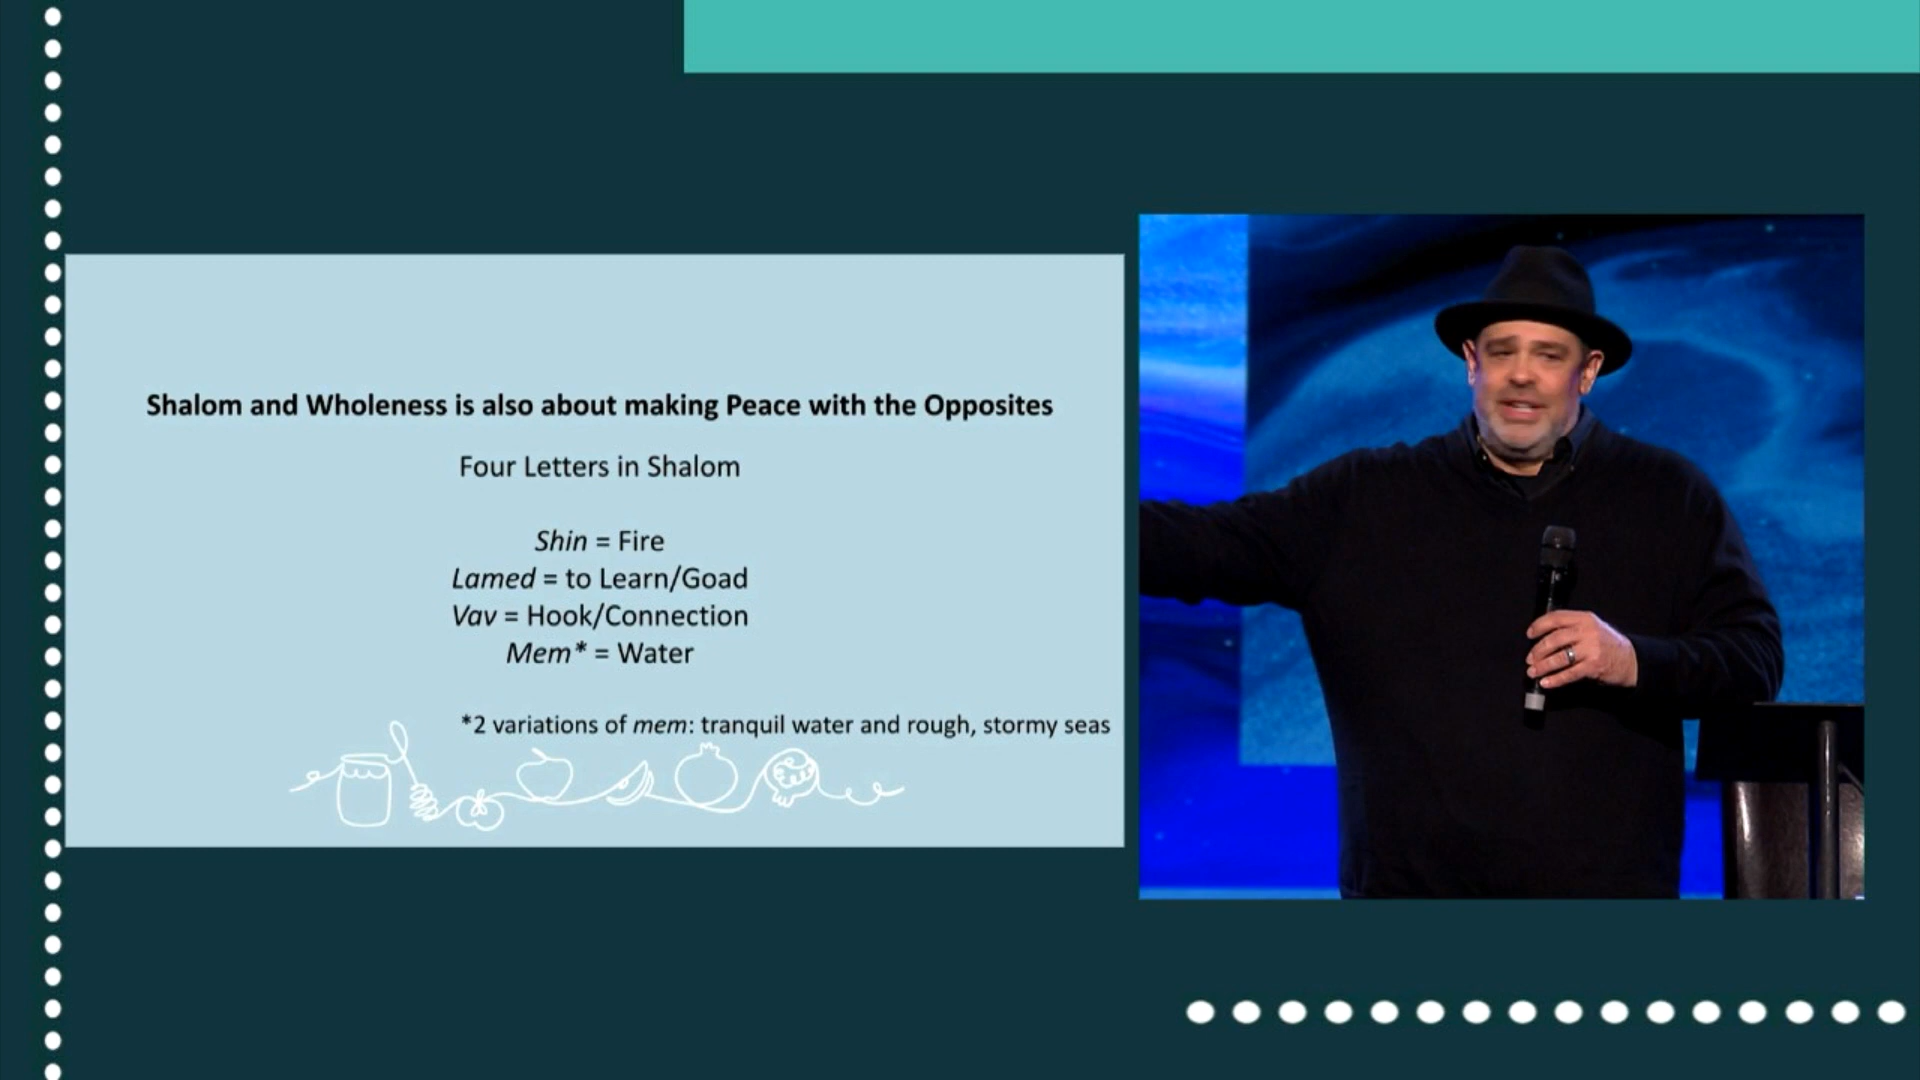 Shalom and Wholeness is also about making Peace with the Opposites
Four Letters in Shalom
Shin = Fire
Lamed = to Learn/Goad
Vav = Hook/Connection
Mem* = Water
*2 variations of mem: tranquil water and rough, stormy seas